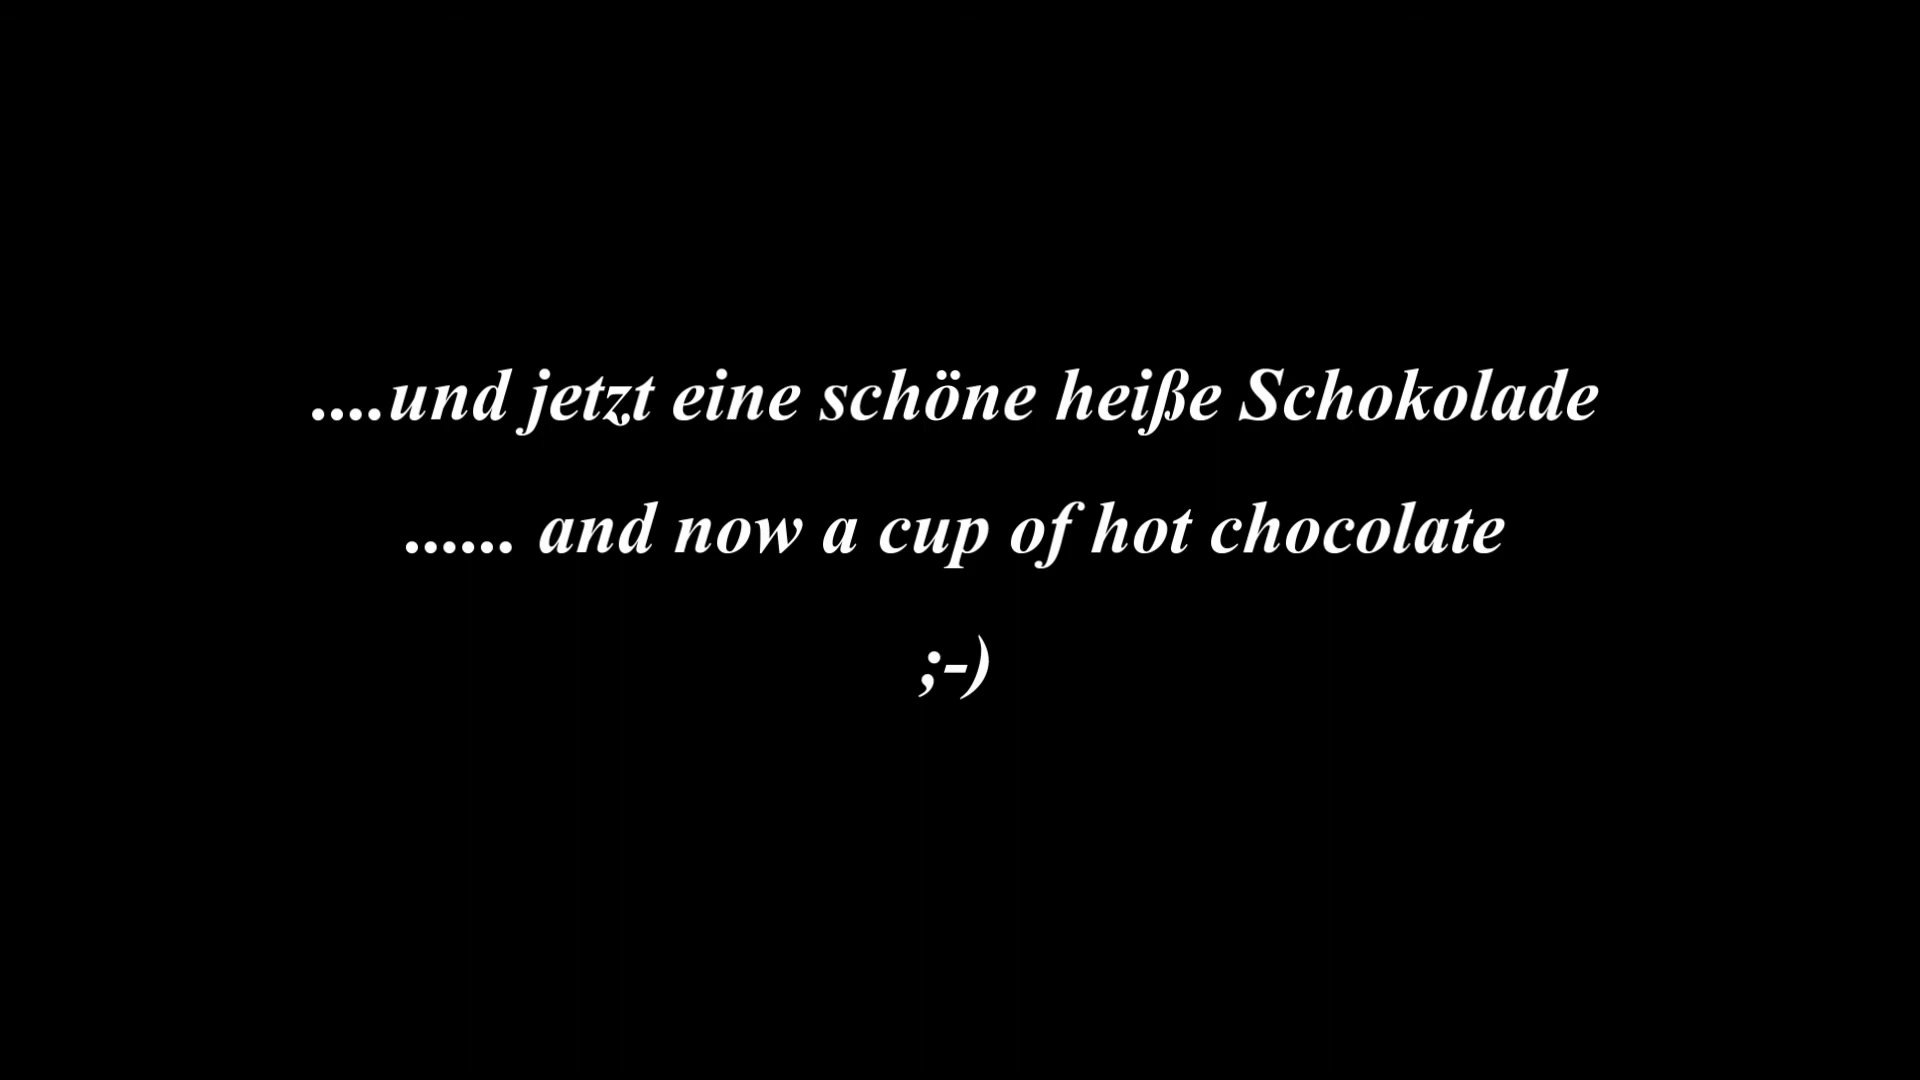 ....und jetzt eine schöne heiße Schokolade
...... and now a cup of hot chocolate
;-)